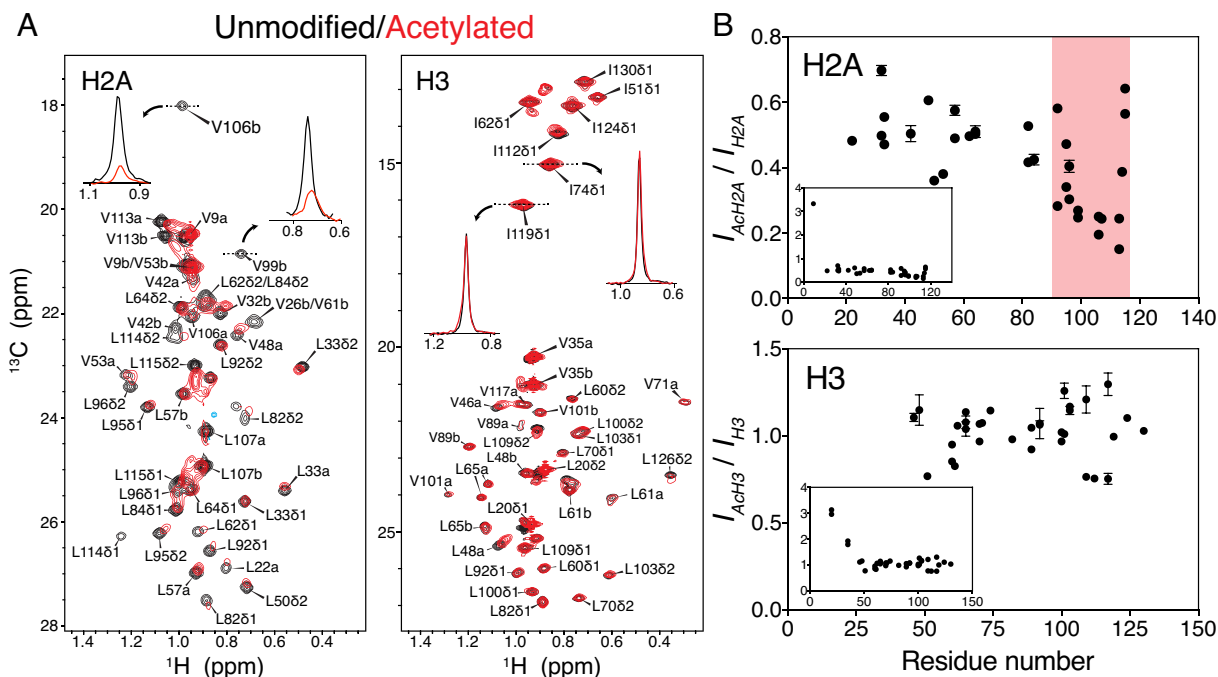 A
Unmodified/Acetylated
H2A
18
V106b
1.1
0.9
0.8
0.6
20
V113a
V9a
V113b
V99b
V9b/V53b
V42a
L62δ2/L84δ2
L64δ2
V32b
V26b/V61b
22
V42b
V106a
V48a
L114δ2
L33δ2
V53a
L115δ2
L92δ2
L96δ2
L57b
24
L95δ1
L82δ2
L107a
L115δ1
L107b
L33a
L96δ1
L84δ1
L64δ1
L33δ1
26
L114δ1
L62δ1
L95δ2
L92δ1
L22a
L57a
L50δ2
L82δ1
28
1.4
1.2
1.0
0.8
0.6
0.4
¹H (ppm)
¹³C (ppm)
H3
I130δ1
I51δ1
I62δ1
I124δ1
I112δ1
15
I74δ1
I119δ1
1.2
1.0
0.8
1.0
0.8
0.6
20
V35a
V35b
V117a
L60δ2
V71a
V46a
V101b
V89a
L100δ2
V89b
L109δ2
L103δ1
L70δ1
L65a
L48b
L20δ2
L126δ2
V101a
L61a
L61b
L20δ1
25
L65b
L48a
L109δ1
L92δ1
L60δ1
L103δ2
L100δ1
L82δ1
L70δ2
1.4
1.2
1.0
0.8
0.6
0.4
¹H (ppm)
B
H2A
0.8
0.6
0.4
0.2
0.0
I AcH2A / I H2A
4
3
2
1
0
0
40
80
120
0
20
40
60
80
100
120
140
H3
1.5
1.0
0.5
0.0
I AcH3 / I H3
4
3
2
1
0
0
50
100
150
0
25
50
75
100
125
150
Residue number